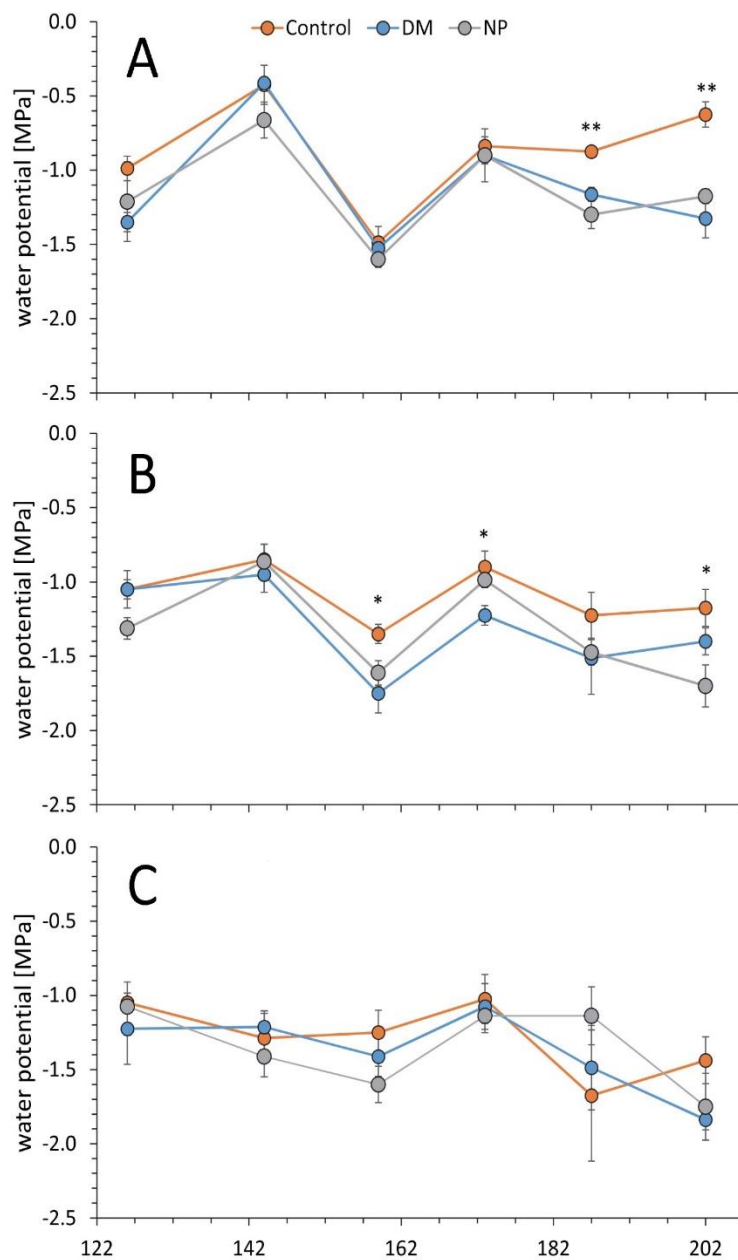 0.0
Control DM NP
A
-0.5
** **
-1.0
-1.5
-2.0
-2.5
water potential [MPa]
0.0
B
-0.5
* * *
-1.0
-1.5
-2.0
-2.5
water potential [MPa]
0.0
C
-0.5
-1.0
-1.5
-2.0
-2.5
water potential [MPa]
122 142 162 182 202